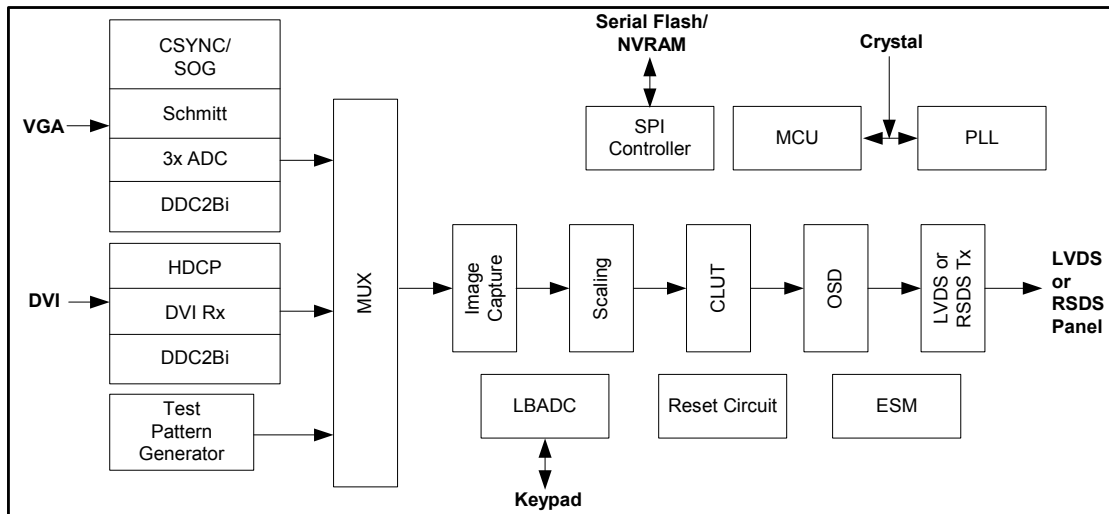 CSYNC/
SOG
Schmitt
3x ADC
DDC2Bi
VGA
HDCP
DVI Rx
DDC2Bi
DVI
Test
Pattern
Generator
MUX
Serial Flash/
NVRAM
SPI
Controller
Crystal
MCU
PLL
Image
Capture
Scaling
CLUT
OSD
LVDS or
RSDS Tx
LVDS
or
RSDS
Panel
LBADC
Reset Circuit
ESM
Keypad